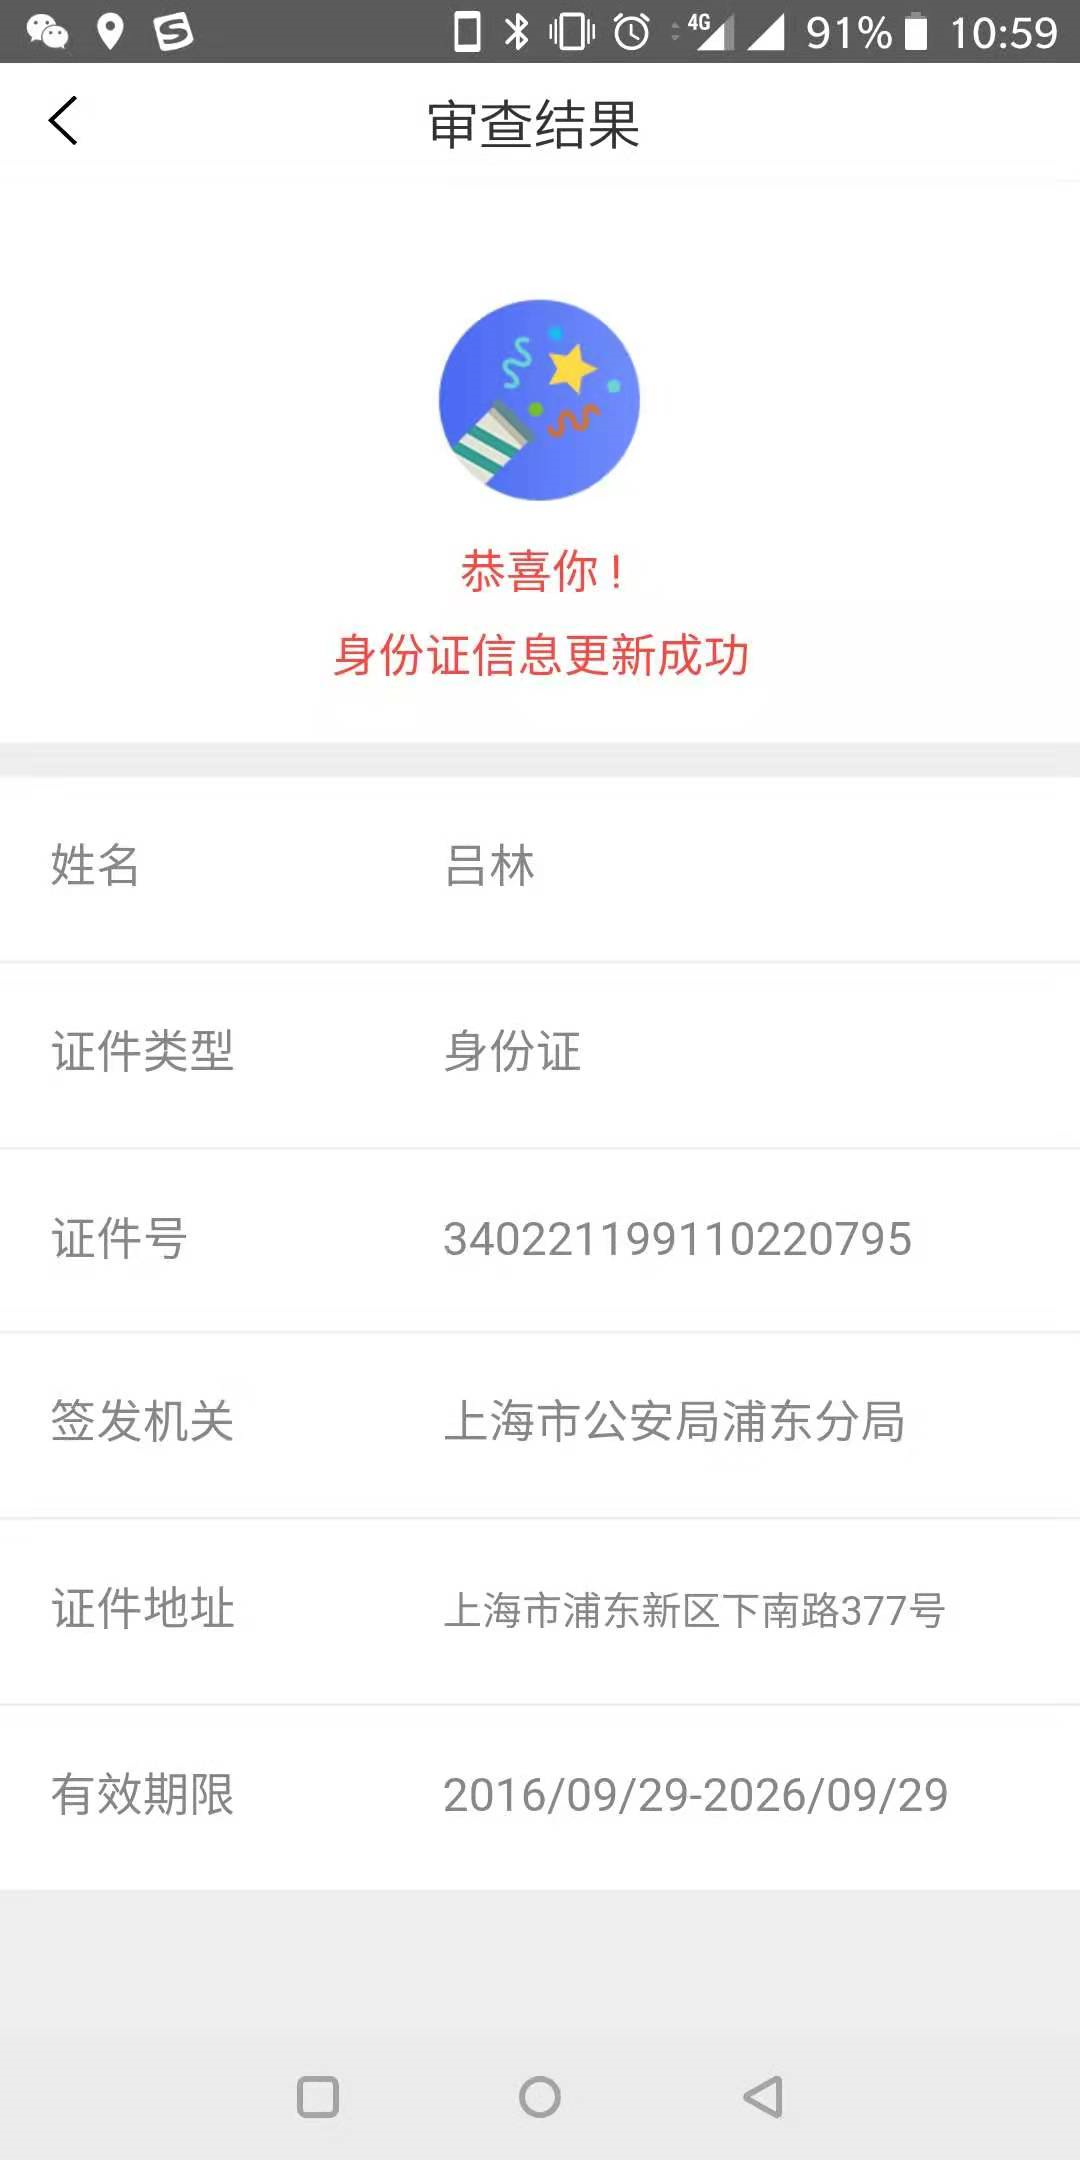 4G 91% 10:59
审查结果
恭喜你！
身份证信息更新成功
姓名 吕林
证件类型 身份证
证件号 340221199110220795
签发机关 上海市公安局浦东分局
证件地址 上海市浦东新区下南路377号
有效期限 2016/09/29-2026/09/29